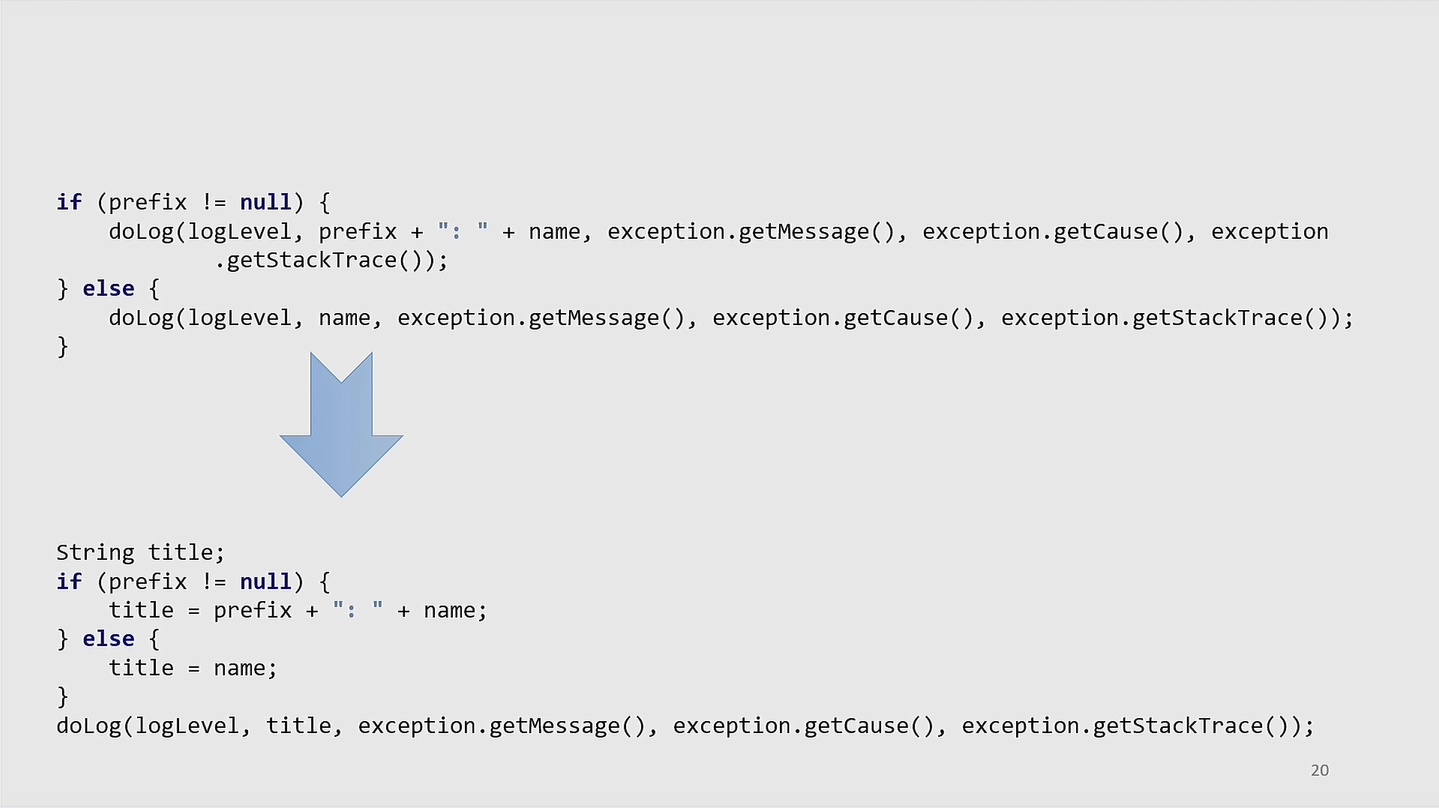 if (prefix != null) {
    doLog(logLevel, prefix + ": " + name, exception.getMessage(), exception.getCause(), exception
            .getStackTrace());
} else {
    doLog(logLevel, name, exception.getMessage(), exception.getCause(), exception.getStackTrace());
}
String title;
if (prefix != null) {
    title = prefix + ": " + name;
} else {
    title = name;
}
doLog(logLevel, title, exception.getMessage(), exception.getCause(), exception.getStackTrace());
20